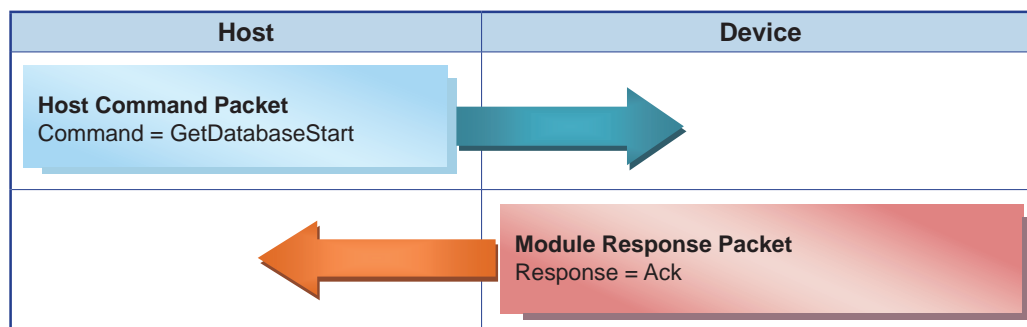 Host
Device
Host Command Packet
Command = GetDatabaseStart
Module Response Packet
Response = Ack